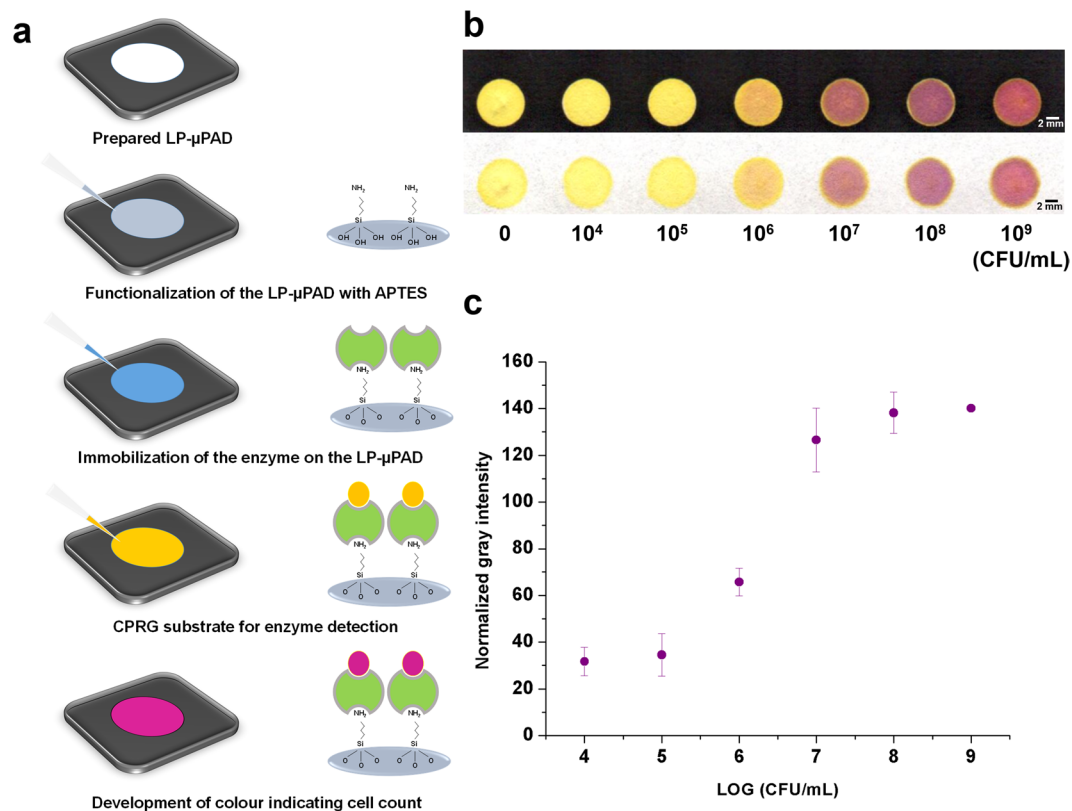 a
Prepared LP-µPAD
NH₂ NH₂
Si Si
OH OH OH OH OH OH
Functionalization of the LP-µPAD with APTES
NH₂ NH₂
Si Si
O O O O O O
Immobilization of the enzyme on the LP-µPAD
NH₂ NH₂
Si Si
O O O O O O
CPRG substrate for enzyme detection
NH₂ NH₂
Si Si
O O O O O O
Development of colour indicating cell count
b
2 mm
2 mm
0 10⁴ 10⁵ 10⁶ 10⁷ 10⁸ 10⁹
(CFU/mL)
c
Normalized gray intensity
160
140
120
100
80
60
40
20
0
4 5 6 7 8 9
LOG (CFU/mL)